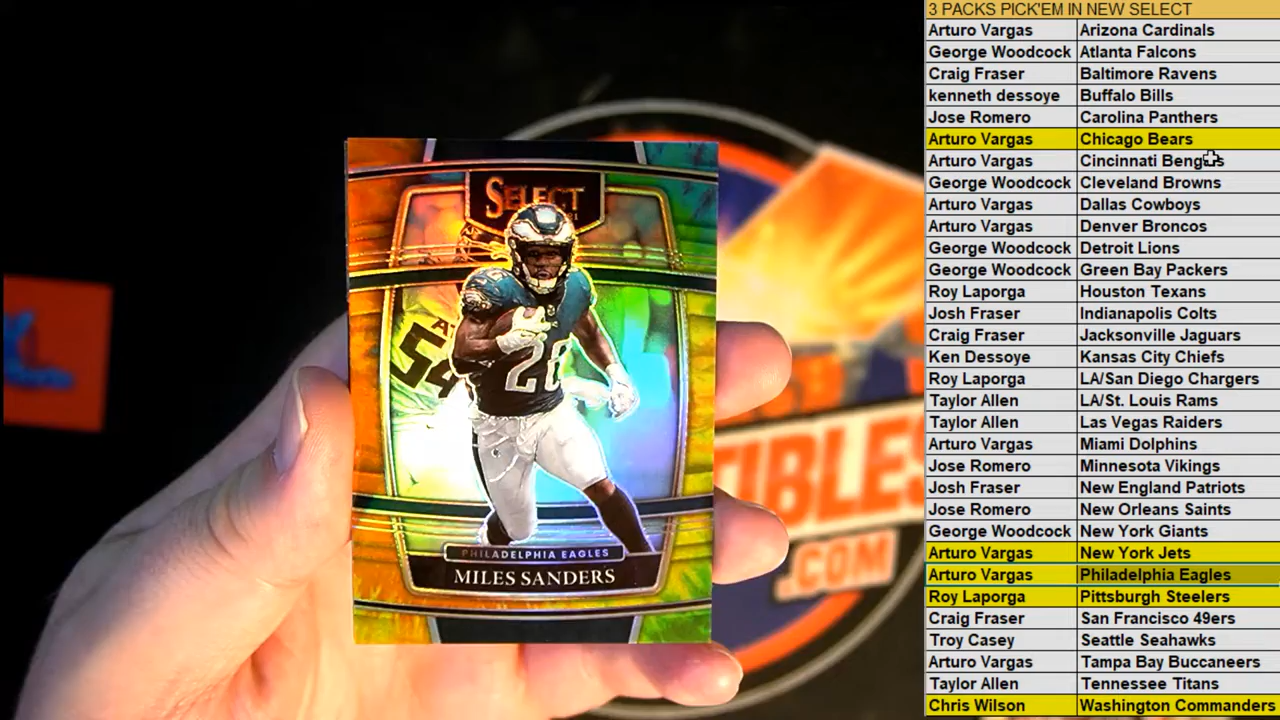 SELECT
AT
54
26
PHILADELPHIA EAGLES
MILES SANDERS
TIBLES
.COM
3 PACKS PICK'EM IN NEW SELECT
Arturo Vargas Arizona Cardinals
George Woodcock Atlanta Falcons
Craig Fraser Baltimore Ravens
kenneth dessoye Buffalo Bills
Jose Romero Carolina Panthers
Arturo Vargas Chicago Bears
Arturo Vargas Cincinnati Bengals
George Woodcock Cleveland Browns
Arturo Vargas Dallas Cowboys
Arturo Vargas Denver Broncos
George Woodcock Detroit Lions
George Woodcock Green Bay Packers
Roy Laporga Houston Texans
Josh Fraser Indianapolis Colts
Craig Fraser Jacksonville Jaguars
Ken Dessoye Kansas City Chiefs
Roy Laporga LA/San Diego Chargers
Taylor Allen LA/St. Louis Rams
Taylor Allen Las Vegas Raiders
Arturo Vargas Miami Dolphins
Jose Romero Minnesota Vikings
Josh Fraser New England Patriots
Jose Romero New Orleans Saints
George Woodcock New York Giants
Arturo Vargas New York Jets
Arturo Vargas Philadelphia Eagles
Roy Laporga Pittsburgh Steelers
Craig Fraser San Francisco 49ers
Troy Casey Seattle Seahawks
Arturo Vargas Tampa Bay Buccaneers
Taylor Allen Tennessee Titans
Chris Wilson Washington Commanders